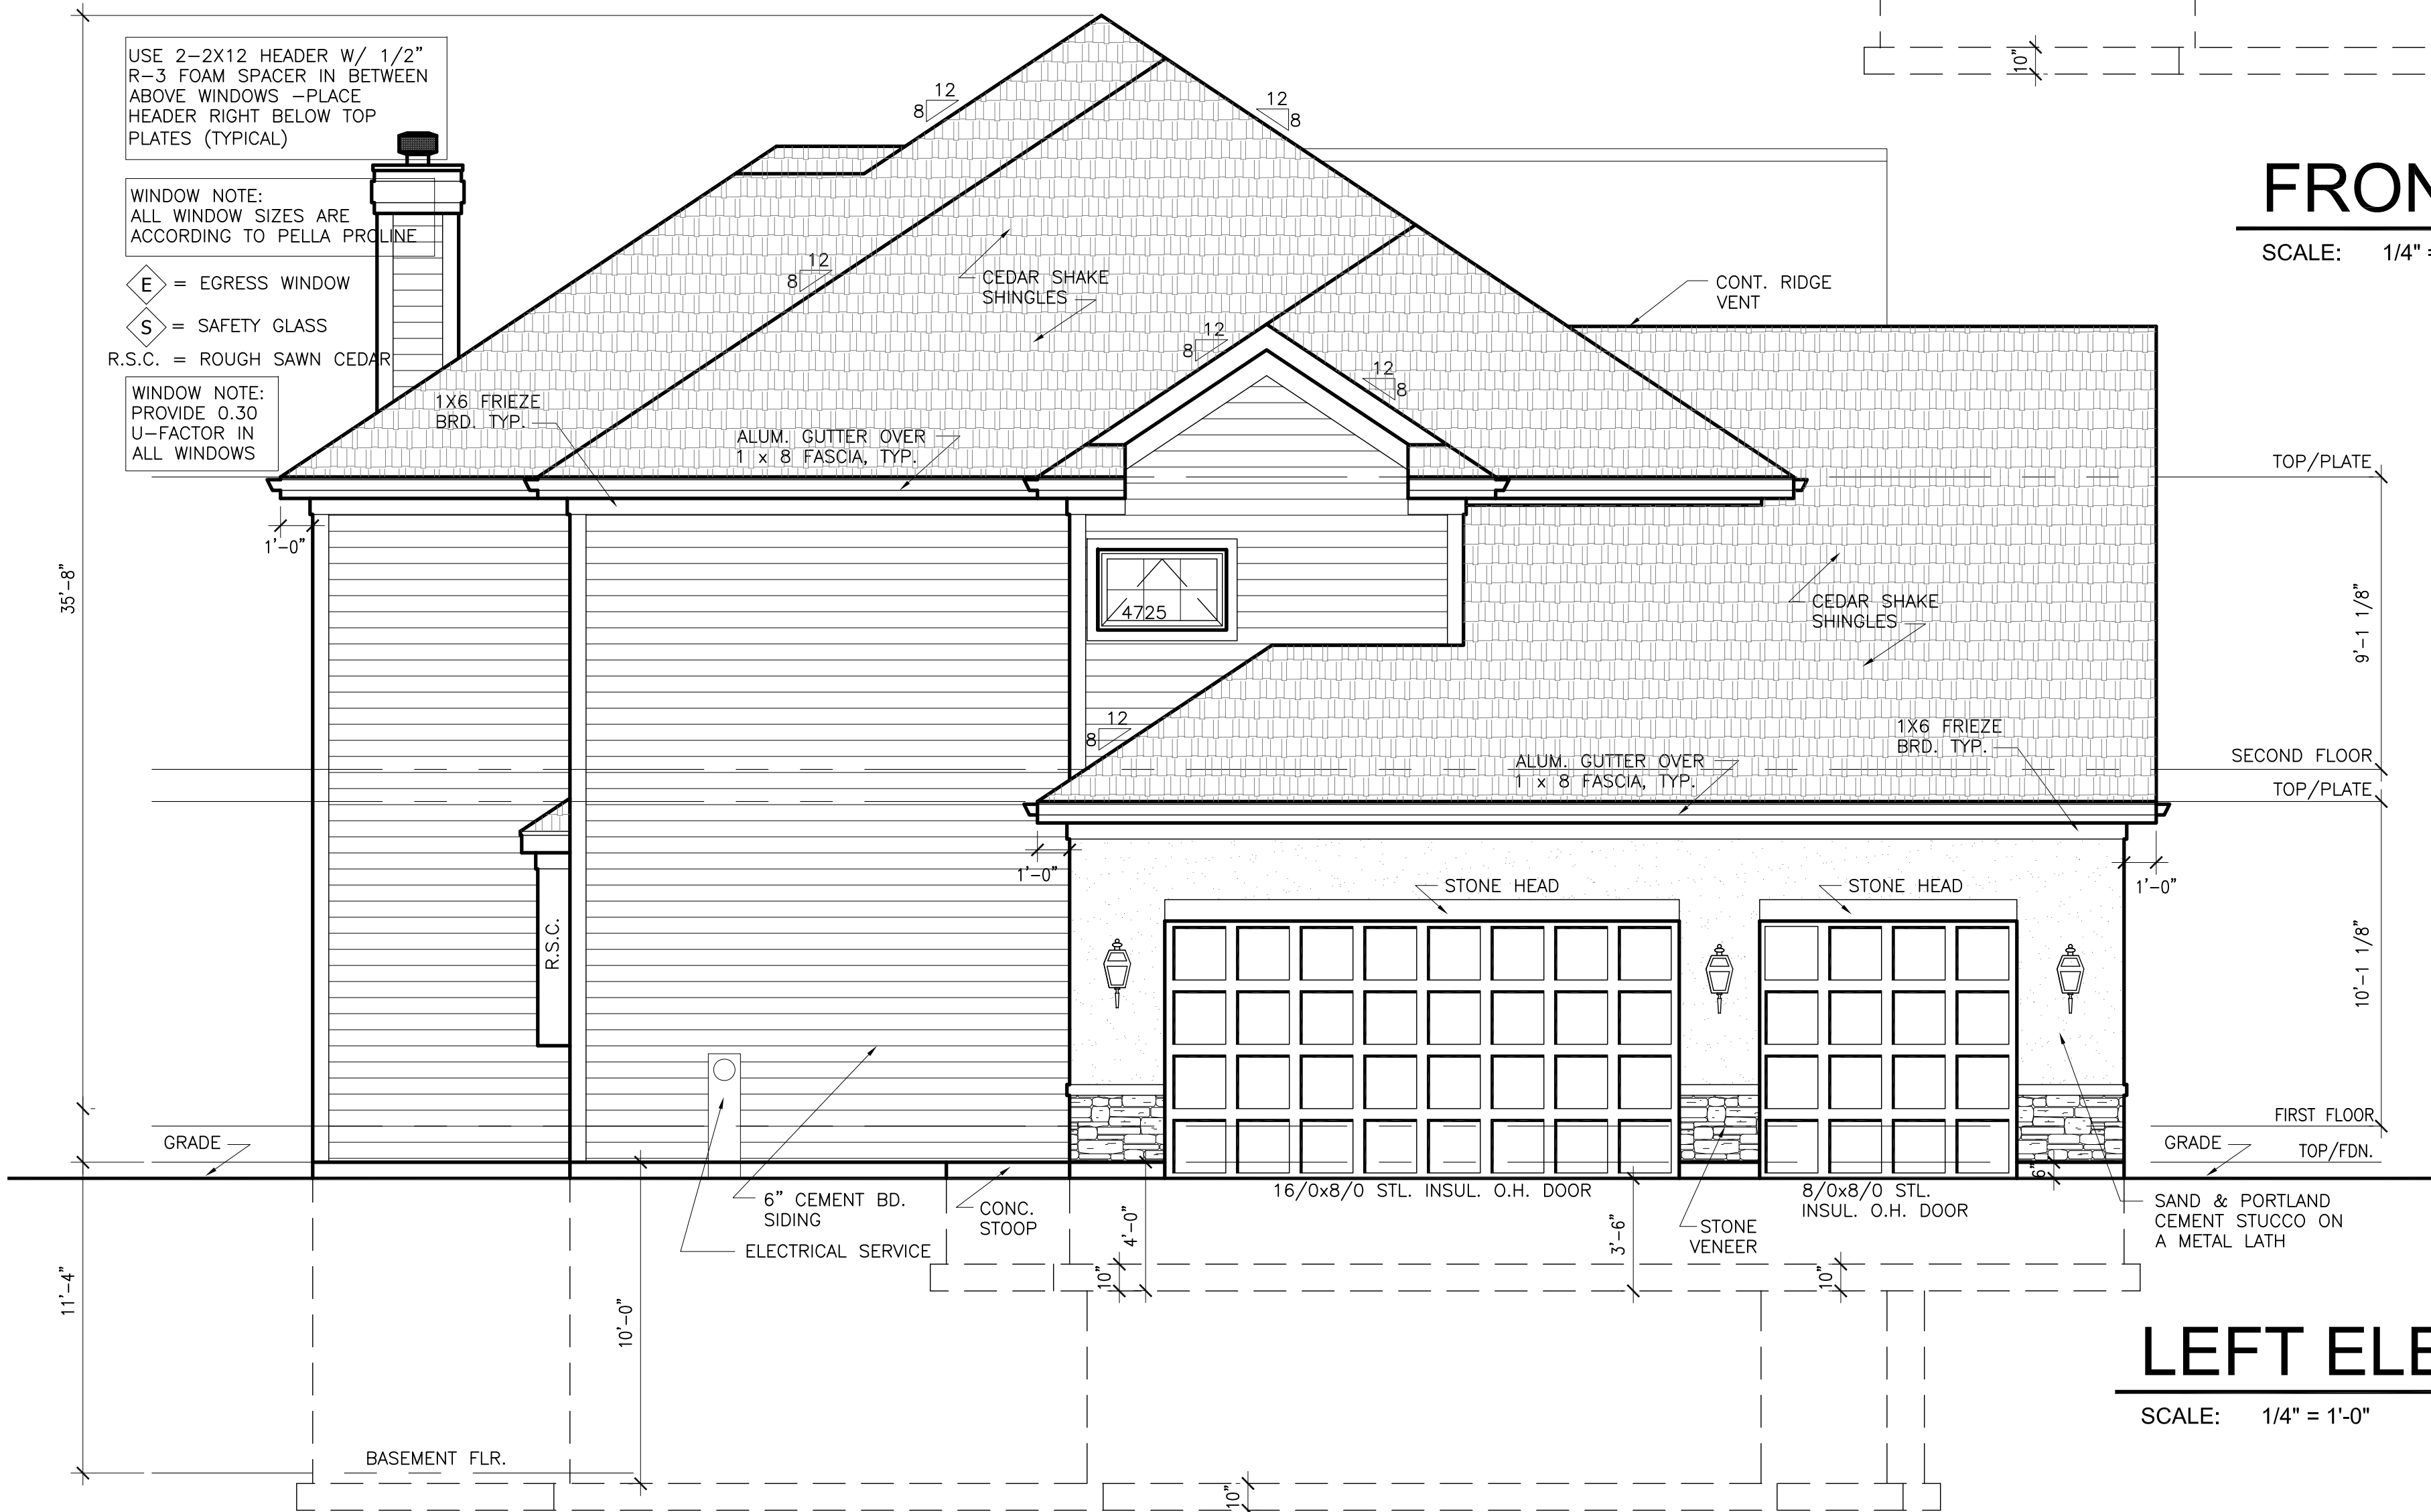 USE 2-2X12 HEADER W/ 1/2"
R-3 FOAM SPACER IN BETWEEN
ABOVE WINDOWS -PLACE
HEADER RIGHT BELOW TOP
PLATES (TYPICAL)
WINDOW NOTE:
ALL WINDOW SIZES ARE
ACCORDING TO PELLA PROLINE
E = EGRESS WINDOW
S = SAFETY GLASS
R.S.C. = ROUGH SAWN CEDAR
WINDOW NOTE:
PROVIDE 0.30
U-FACTOR IN
ALL WINDOWS
10"
FRON
SCALE: 1/4" =
12
8
12
8
12
8
CEDAR SHAKE
SHINGLES
CONT. RIDGE
VENT
12
8
12
8
1X6 FRIEZE
BRD. TYP.
ALUM. GUTTER OVER
1 x 8 FASCIA, TYP.
TOP/PLATE
1'-0"
35'-8"
4725
CEDAR SHAKE
SHINGLES
9'-1 1/8"
12
8
1X6 FRIEZE
BRD. TYP.
ALUM. GUTTER OVER
1 x 8 FASCIA, TYP.
SECOND FLOOR
TOP/PLATE
1'-0"
1'-0"
STONE HEAD
STONE HEAD
R.S.C.
10'-1 1/8"
FIRST FLOOR
GRADE
GRADE
TOP/FDN.
6"
16/0x8/0 STL. INSUL. O.H. DOOR
8/0x8/0 STL.
INSUL. O.H. DOOR
6" CEMENT BD.
SIDING
CONC.
STOOP
ELECTRICAL SERVICE
4'-0"
3'-6"
STONE
VENEER
SAND & PORTLAND
CEMENT STUCCO ON
A METAL LATH
10"
10"
11'-4"
10'-0"
LEFT ELE
SCALE: 1/4" = 1'-0"
BASEMENT FLR.
10"